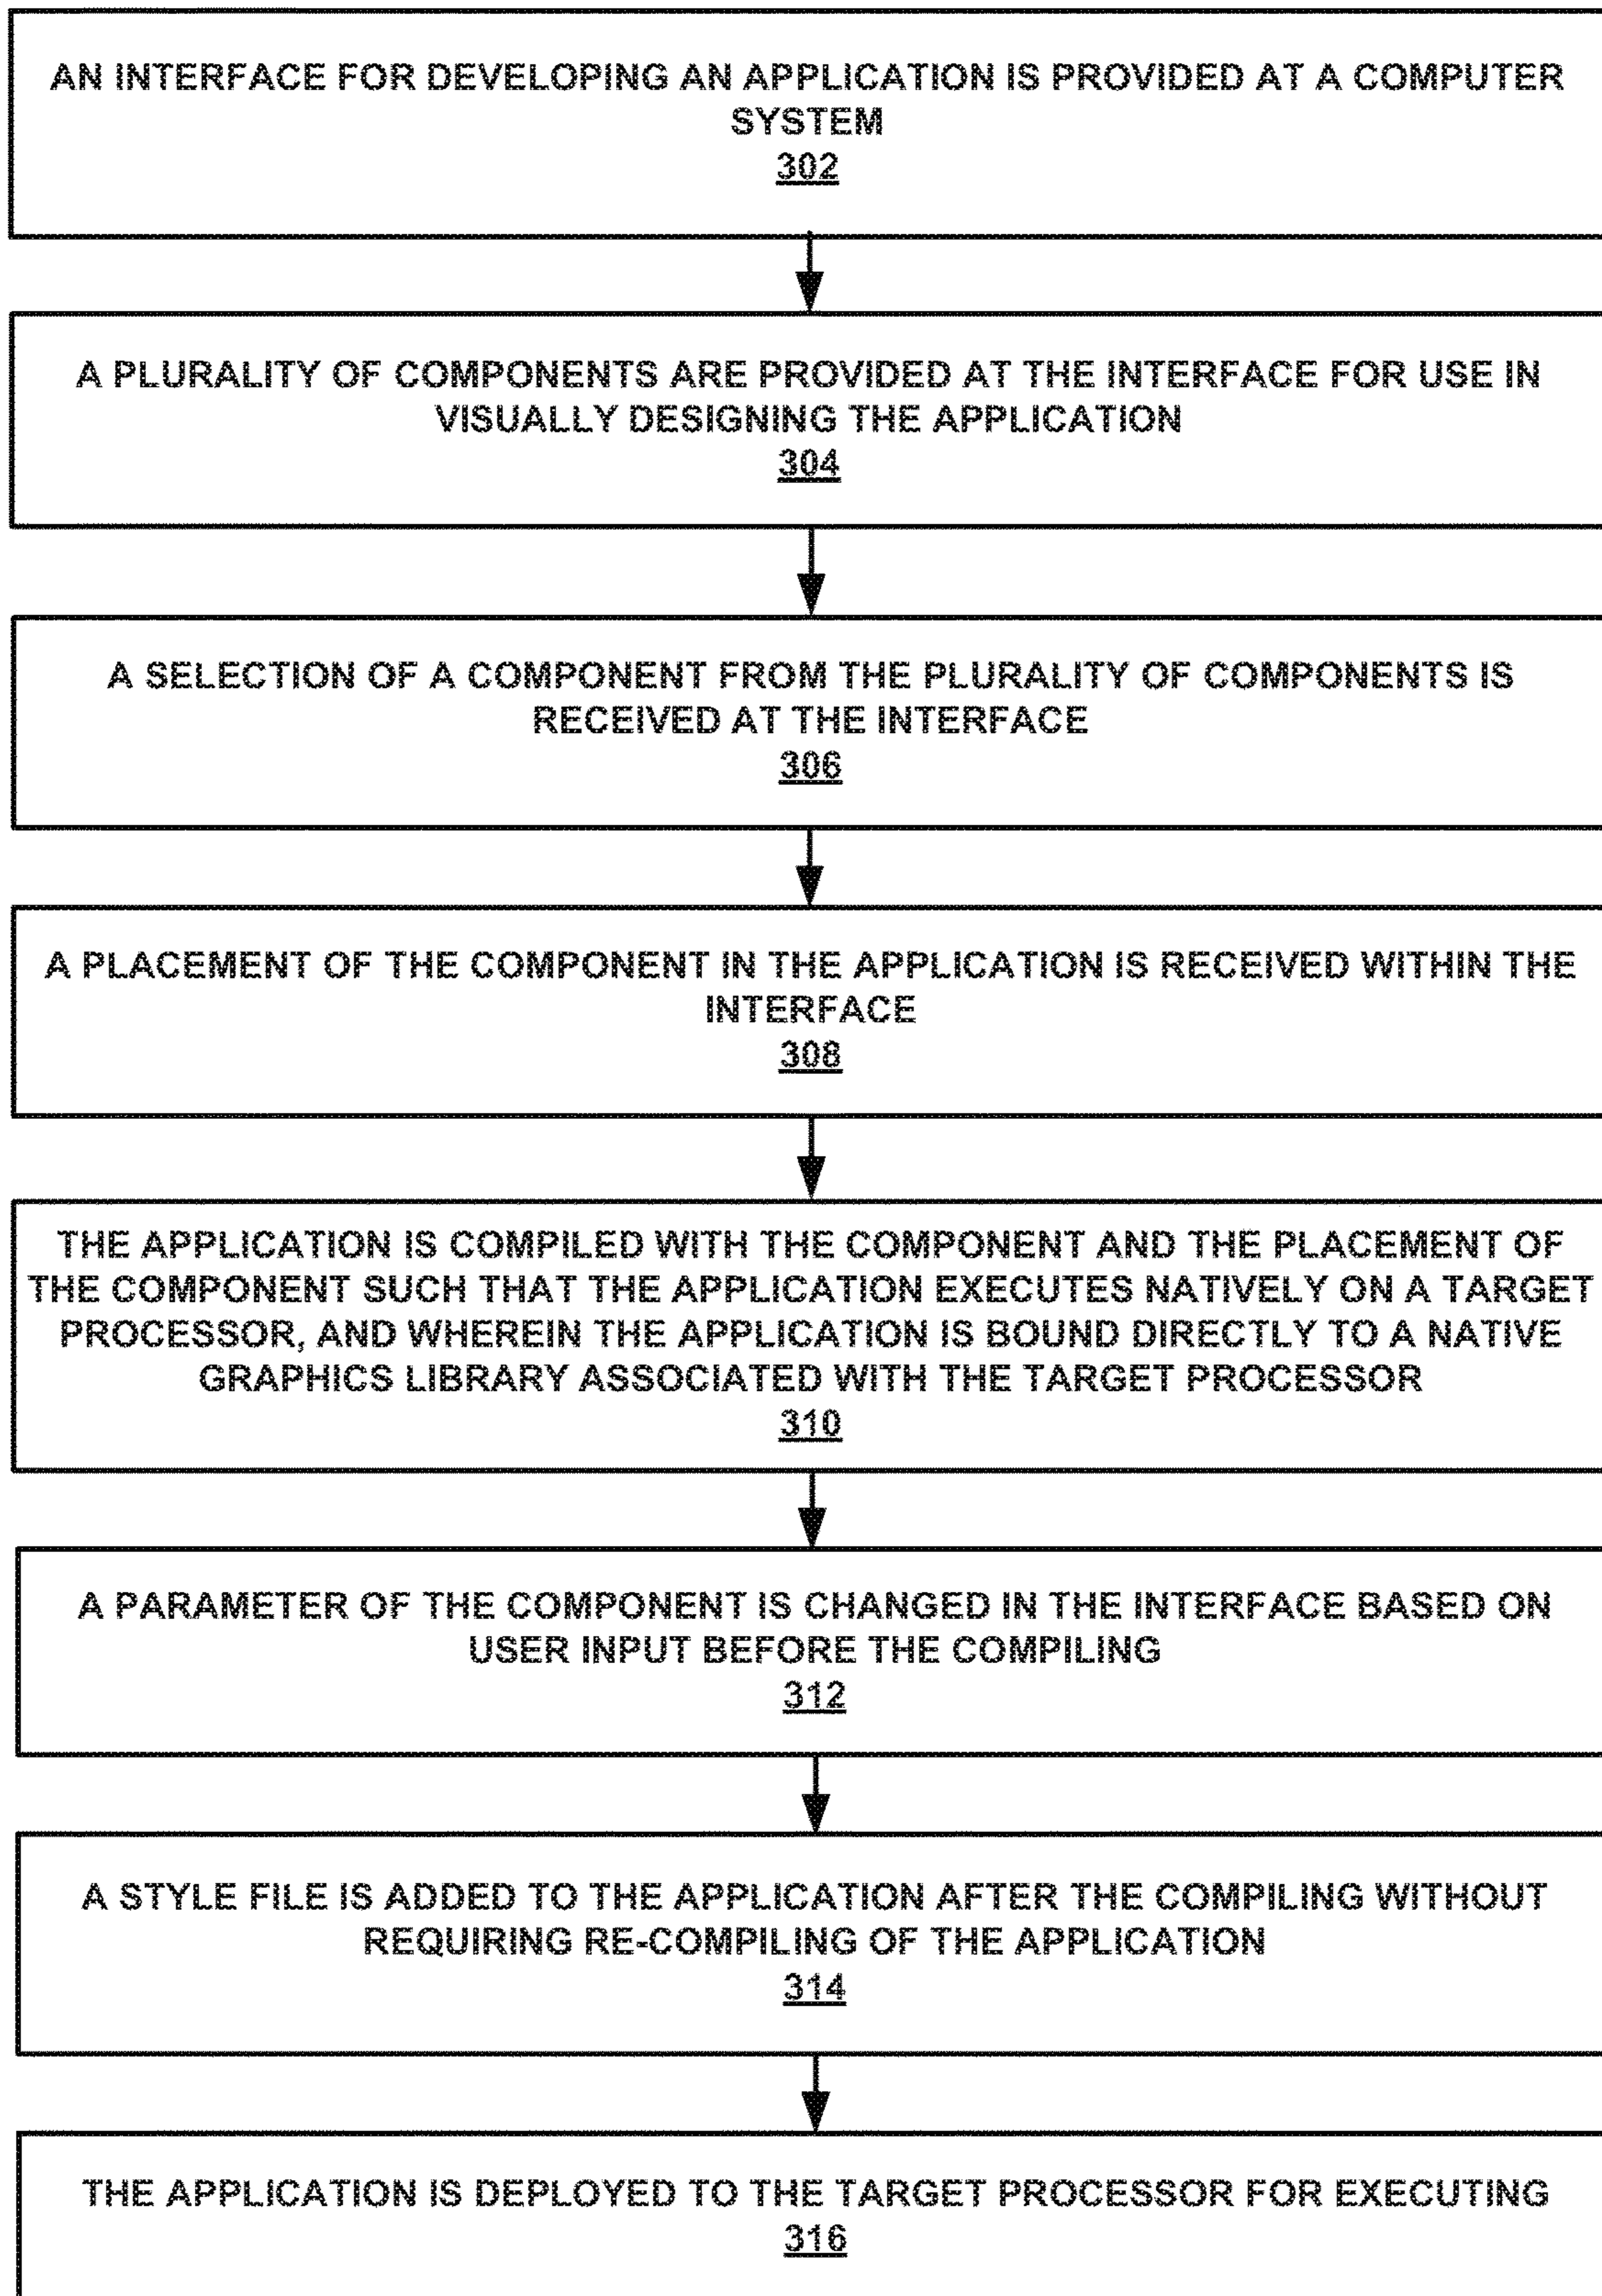 AN INTERFACE FOR DEVELOPING AN APPLICATION IS PROVIDED AT A COMPUTER
SYSTEM
302
A PLURALITY OF COMPONENTS ARE PROVIDED AT THE INTERFACE FOR USE IN
VISUALLY DESIGNING THE APPLICATION
304
A SELECTION OF A COMPONENT FROM THE PLURALITY OF COMPONENTS IS
RECEIVED AT THE INTERFACE
306
A PLACEMENT OF THE COMPONENT IN THE APPLICATION IS RECEIVED WITHIN THE
INTERFACE
308
THE APPLICATION IS COMPILED WITH THE COMPONENT AND THE PLACEMENT OF
THE COMPONENT SUCH THAT THE APPLICATION EXECUTES NATIVELY ON A TARGET
PROCESSOR, AND WHEREIN THE APPLICATION IS BOUND DIRECTLY TO A NATIVE
GRAPHICS LIBRARY ASSOCIATED WITH THE TARGET PROCESSOR
310
A PARAMETER OF THE COMPONENT IS CHANGED IN THE INTERFACE BASED ON
USER INPUT BEFORE THE COMPILING
312
A STYLE FILE IS ADDED TO THE APPLICATION AFTER THE COMPILING WITHOUT
REQUIRING RE-COMPILING OF THE APPLICATION
314
THE APPLICATION IS DEPLOYED TO THE TARGET PROCESSOR FOR EXECUTING
316